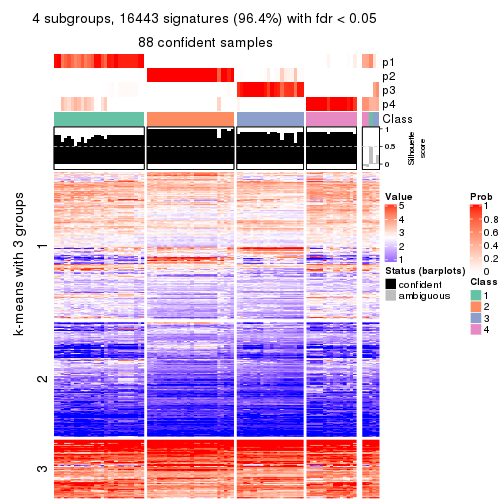 4 subgroups, 16443 signatures (96.4%) with fdr < 0.05
88 confident samples
p1
p2
p3
p4
Class
1
0.5
0
Silhouette
score
k-means with 3 groups
1
2
3
Value
5
4
3
2
1
Status (barplots)
confident
ambiguous
Prob
1
0.8
0.6
0.4
0.2
0
Class
1
2
3
4